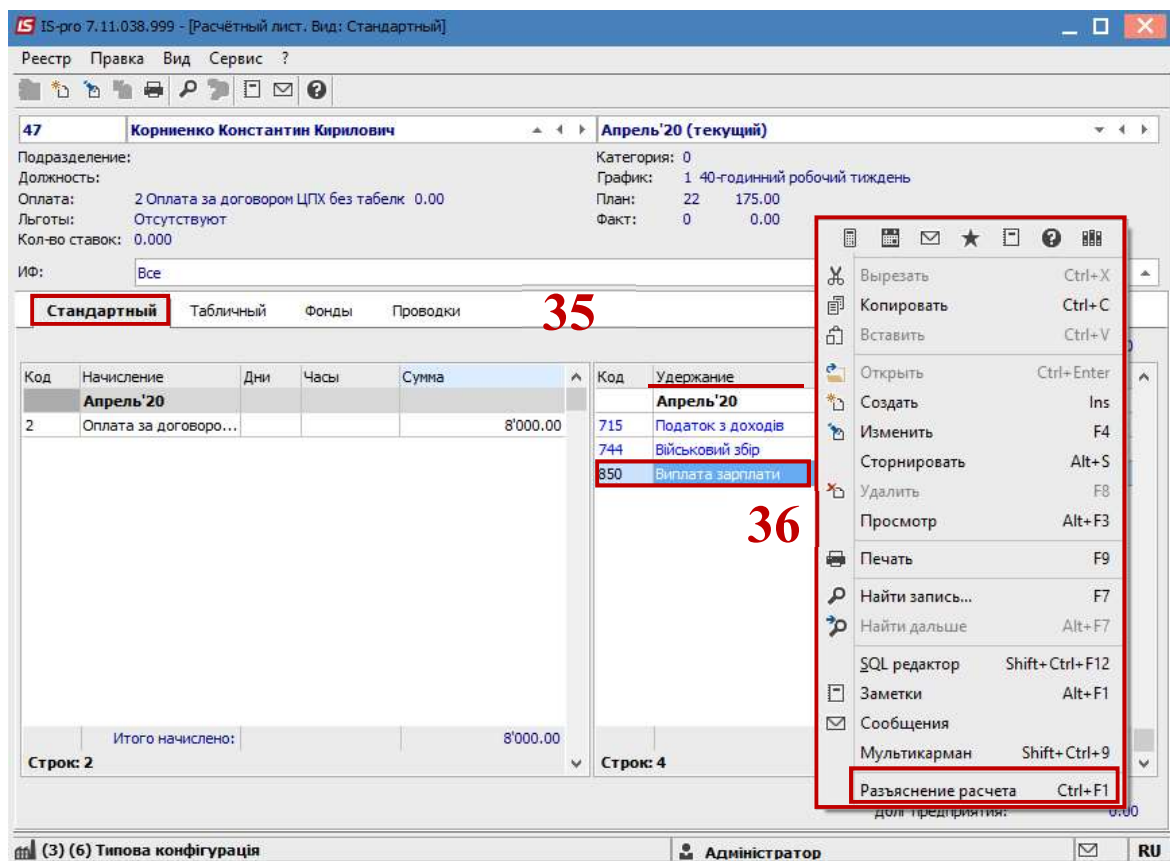 IS-pro 7.11.038.999 - [Расчётный лист. Вид: Стандартный]
Реестр Правка Вид Сервис ?
47 Корниенко Константин Кирилович Апрель'20 (текущий)
Подразделение: Категория: 0
Должность: График: 1 40-годинний робочий тиждень
Оплата: 2 Оплата за договором ЦПХ без табелк 0.00 План: 22 175.00
Льготы: Отсутствуют Факт: 0 0.00
Кол-во ставок: 0.000
ИФ: Все
Стандартный Табличный Фонды Проводки 35
Код Начисление Дни Часы Сумма Код Удержание
Апрель'20 Апрель'20
2 Оплата за договоро... 8'000.00 715 Податок з доходів
744 Військовий збір
850 Виплата зарплати
36
Итого начислено: 8'000.00
Строк: 2 Строк: 4
Вырезать Ctrl+X
Копировать Ctrl+C
Вставить Ctrl+V
Открыть Ctrl+Enter
Создать Ins
Изменить F4
Сторнировать Alt+S
Удалить F8
Просмотр Alt+F3
Печать F9
Найти запись... F7
Найти дальше Alt+F7
SQL редактор Shift+Ctrl+F12
Заметки Alt+F1
Сообщения
Мультикарман Shift+Ctrl+9
Разъяснение расчета Ctrl+F1
Долг предприятия: 0.00
(3) (6) Типова конфігурація Адміністратор RU